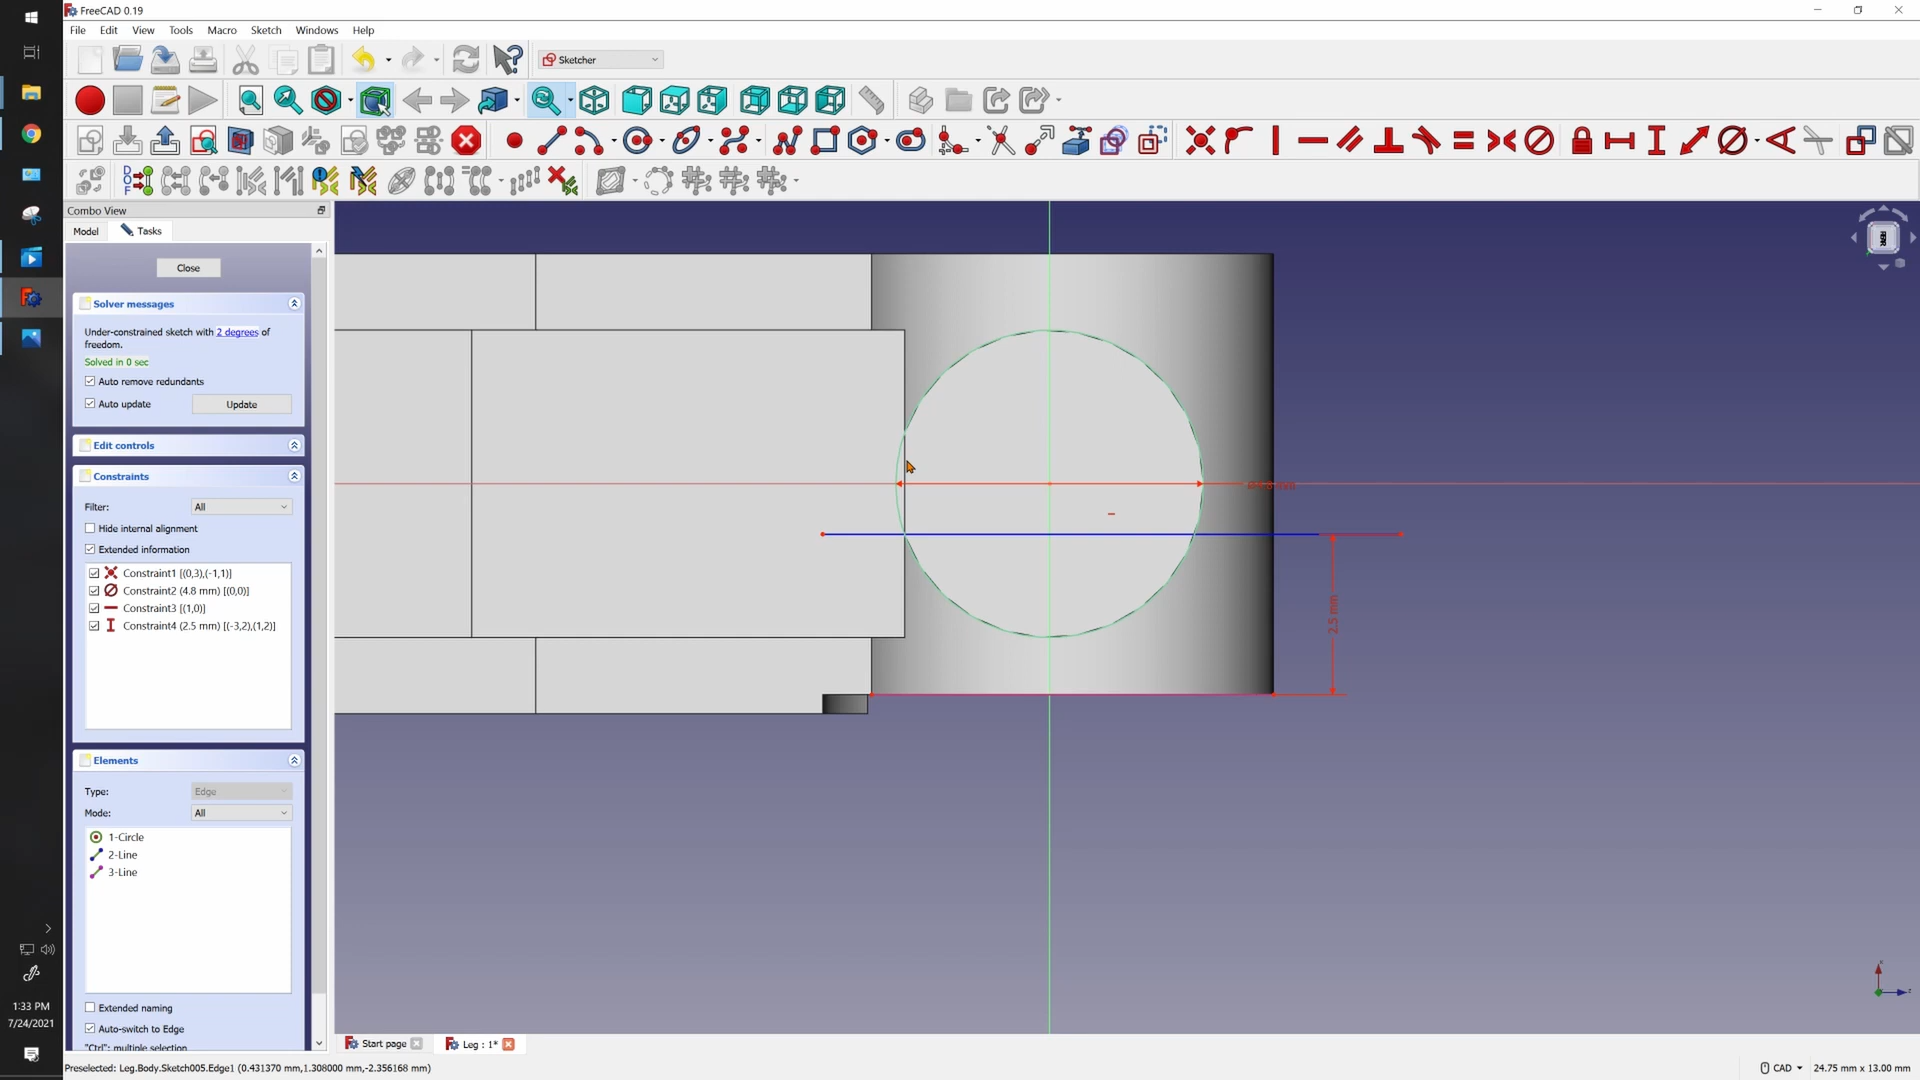 FreeCAD 0.19
File Edit View Tools Macro Sketch Windows Help
Sketcher
Combo View
Model Tasks
Close
Solver messages
Under-constrained sketch with 2 degrees of
freedom.
Solved in 0 sec
Auto remove redundants
Auto update Update
Edit controls
Constraints
Filter: All
Hide internal alignment
Extended information
Constraint1 [(0,3),(-1,1)]
Constraint2 (4.8 mm) [(0,0)]
Constraint3 [(1,0)]
Constraint4 (2.5 mm) [(-3,2),(1,2)]
2.5 mm
Elements
Type: Edge
Mode: All
1-Circle
2-Line
3-Line
Extended naming
Auto-switch to Edge
"Ctrl": multiple selection
1:33 PM
7/24/2021
Start page Leg : 1*
Preselected: Leg.Body.Sketch005.Edge1 (0.431370 mm,1.308000 mm,-2.356168 mm)
CAD 24.75 mm x 13.00 mm